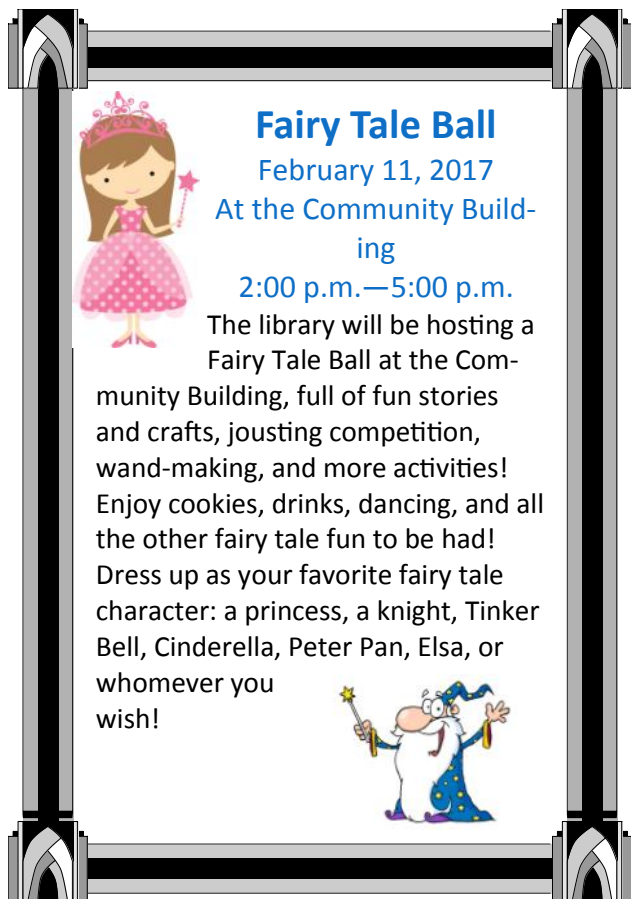 Fairy Tale Ball
February 11, 2017
At the Community Build-
ing
2:00 p.m.—5:00 p.m.
The library will be hosting a
Fairy Tale Ball at the Com-
munity Building, full of fun stories
and crafts, jousting competition,
wand-making, and more activities!
Enjoy cookies, drinks, dancing, and all
the other fairy tale fun to be had!
Dress up as your favorite fairy tale
character: a princess, a knight, Tinker
Bell, Cinderella, Peter Pan, Elsa, or
whomever you
wish!